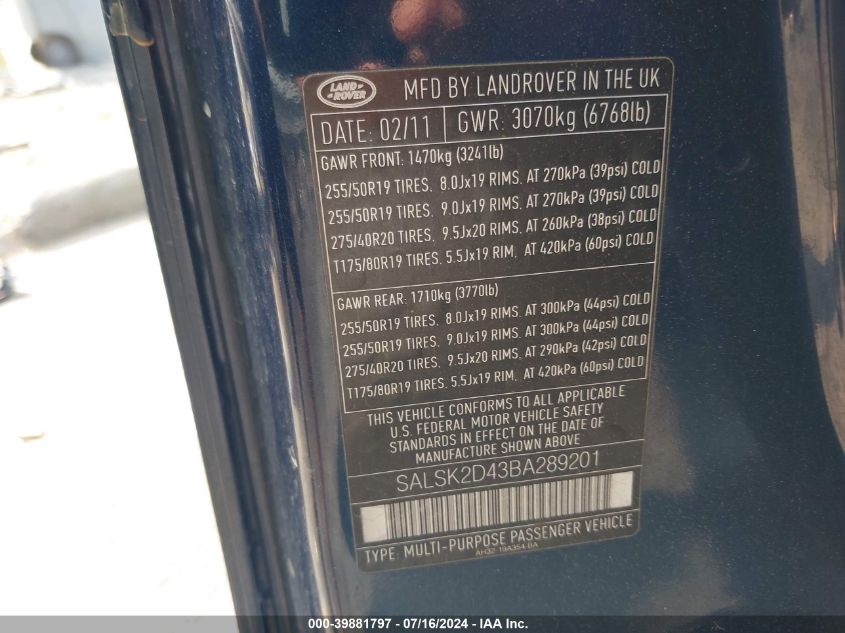 LAND ROVER
MFD BY LANDROVER IN THE UK
DATE: 02/11 GWR: 3070kg (6768lb)
GAWR FRONT: 1470kg (3241lb)
255/50R19 TIRES. 8.0Jx19 RIMS. AT 270kPa (39psi) COLD
255/50R19 TIRES. 9.0Jx19 RIMS. AT 270kPa (39psi) COLD
275/40R20 TIRES. 9.5Jx20 RIMS. AT 260kPa (38psi) COLD
T175/80R19 TIRES. 5.5Jx19 RIM. AT 420kPa (60psi) COLD
GAWR REAR: 1710kg (3770lb)
255/50R19 TIRES. 8.0Jx19 RIMS. AT 300kPa (44psi) COLD
255/50R19 TIRES. 9.0Jx19 RIMS. AT 300kPa (44psi) COLD
275/40R20 TIRES. 9.5Jx20 RIMS. AT 290kPa (42psi) COLD
T175/80R19 TIRES. 5.5Jx19 RIM. AT 420kPa (60psi) COLD
THIS VEHICLE CONFORMS TO ALL APPLICABLE
U.S. FEDERAL MOTOR VEHICLE SAFETY
STANDARDS IN EFFECT ON THE DATE OF
MANUFACTURE SHOWN ABOVE
SALSK2D43BA289201
TYPE: MULTI-PURPOSE PASSENGER VEHICLE
AH32-19A354-BA
000-39881797 - 07/16/2024 - IAAI.COM